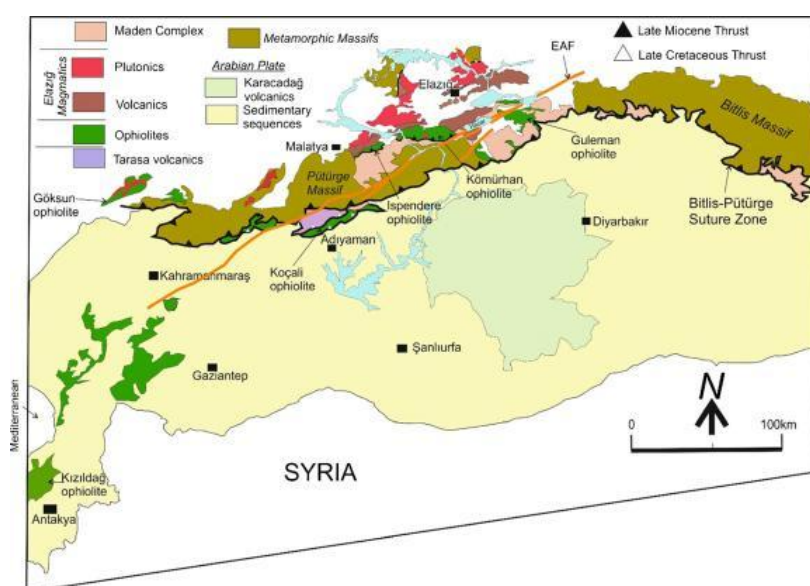 Maden Complex
Elazığ
Magmatics
Plutonics
Volcanics
Ophiolites
Tarasa volcanics
Metamorphic Massifs
Arabian Plate
Karacadağ
volcanics
Sedimentary
sequences
Late Miocene Thrust
Late Cretaceous Thrust
EAF
Elazığ
Malatya
Bitlis Massif
Guleman
ophiolite
Pütürge
Massif
Kömürhan
ophiolite
Göksun
ophiolite
Ispendere
ophiolite
Bitlis-Pütürge
Suture Zone
Diyarbakır
Adıyaman
Koçali
ophiolite
Kahramanmaraş
Şanlıurfa
Gaziantep
Mediterranean
N
0
100km
SYRIA
Kızıldağ
ophiolite
Antakya